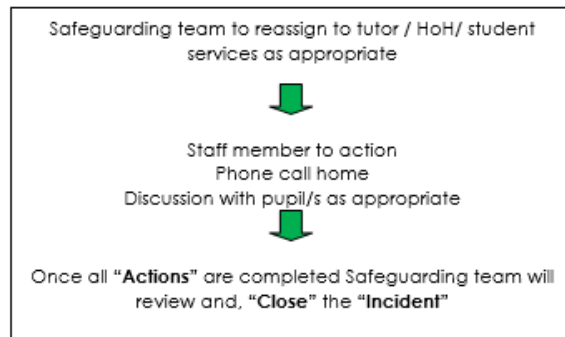 Safeguarding team to reassign to tutor / HoH/ student
services as appropriate
Staff member to action
Phone call home
Discussion with pupil/s as appropriate
Once all “Actions” are completed Safeguarding team will
review and, “Close” the “Incident”